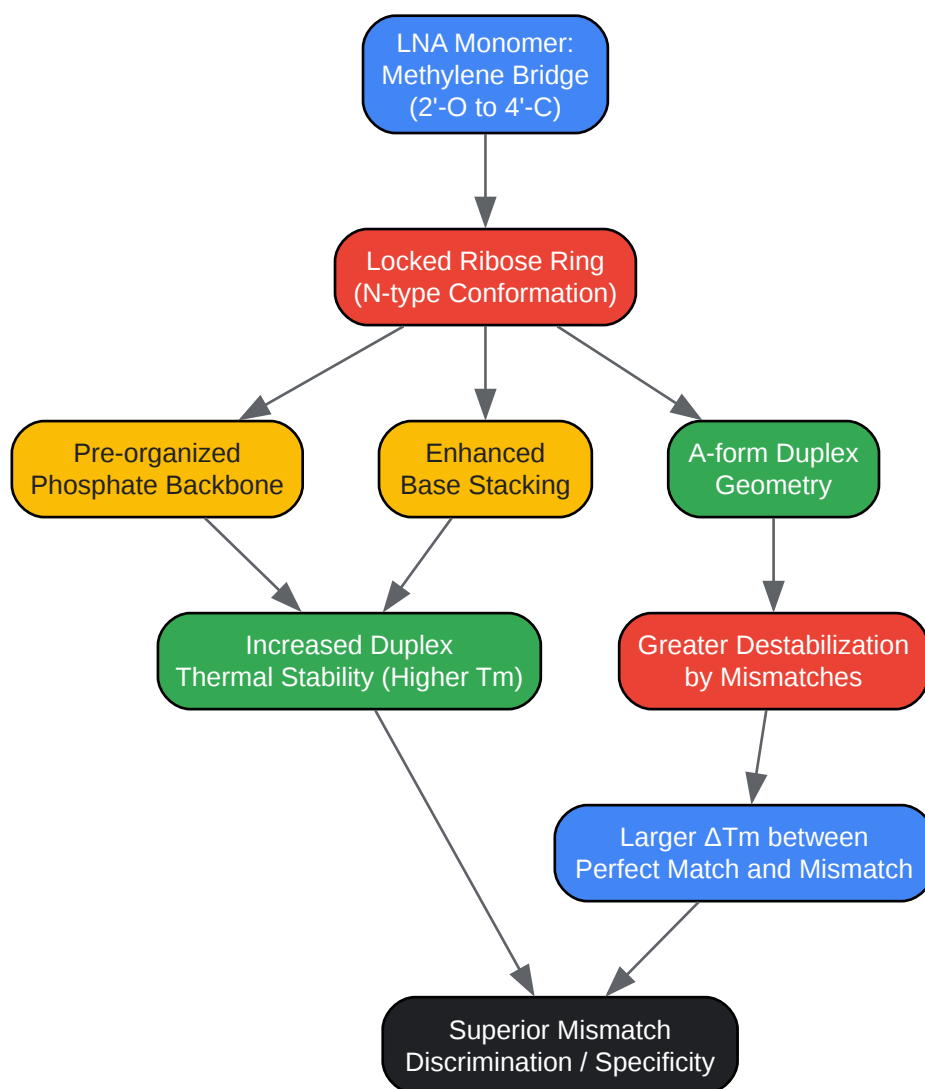 LNA Monomer:
Methylene Bridge
(2'-O to 4'-C)
Locked Ribose Ring
(N-type Conformation)
Pre-organized
Phosphate Backbone
Enhanced
Base Stacking
A-form Duplex
Geometry
Increased Duplex
Thermal Stability (Higher Tm)
Greater Destabilization
by Mismatches
Larger ΔTm between
Perfect Match and Mismatch
Superior Mismatch
Discrimination / Specificity